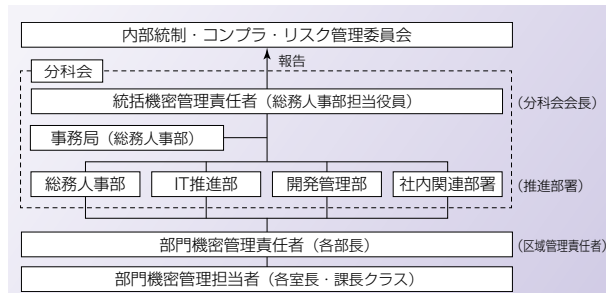 内部統制・コンプラ・リスク管理委員会
報告
分科会
統括機密管理責任者（総務人事部担当役員）
（分科会会長）
事務局（総務人事部）
総務人事部
IT推進部
開発管理部
社内関連部署
（推進部署）
部門機密管理責任者（各部長）
（区域管理責任者）
部門機密管理担当者（各室長・課長クラス）